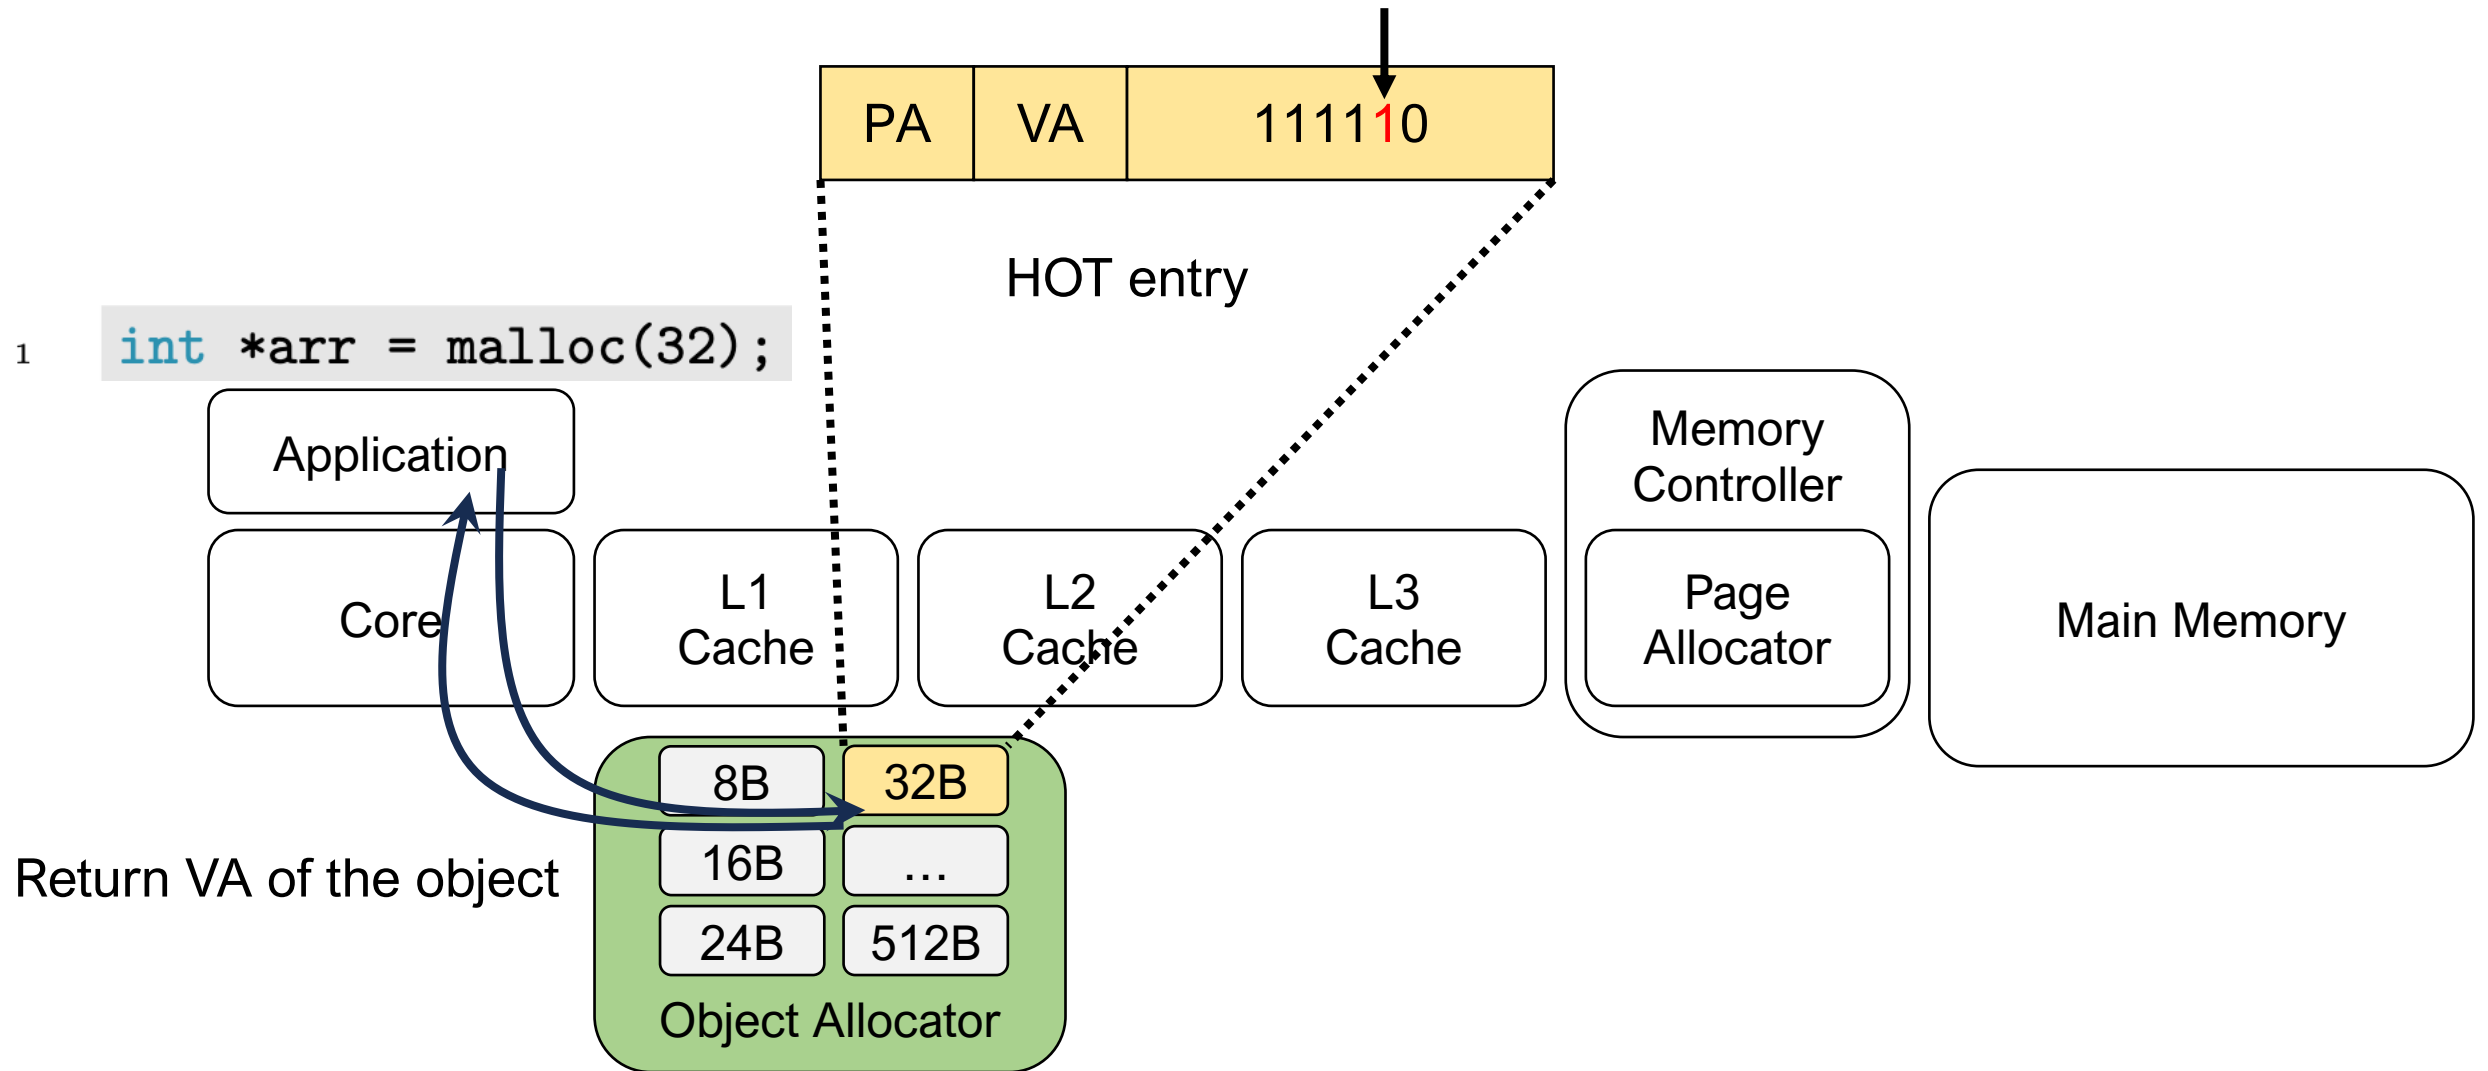 PA VA 111110
HOT entry
1 int *arr = malloc(32);
Application
Memory
Controller
Core
L1
Cache
L2
Cache
L3
Cache
Page
Allocator
Main Memory
8B 32B
16B ...
24B 512B
Object Allocator
Return VA of the object